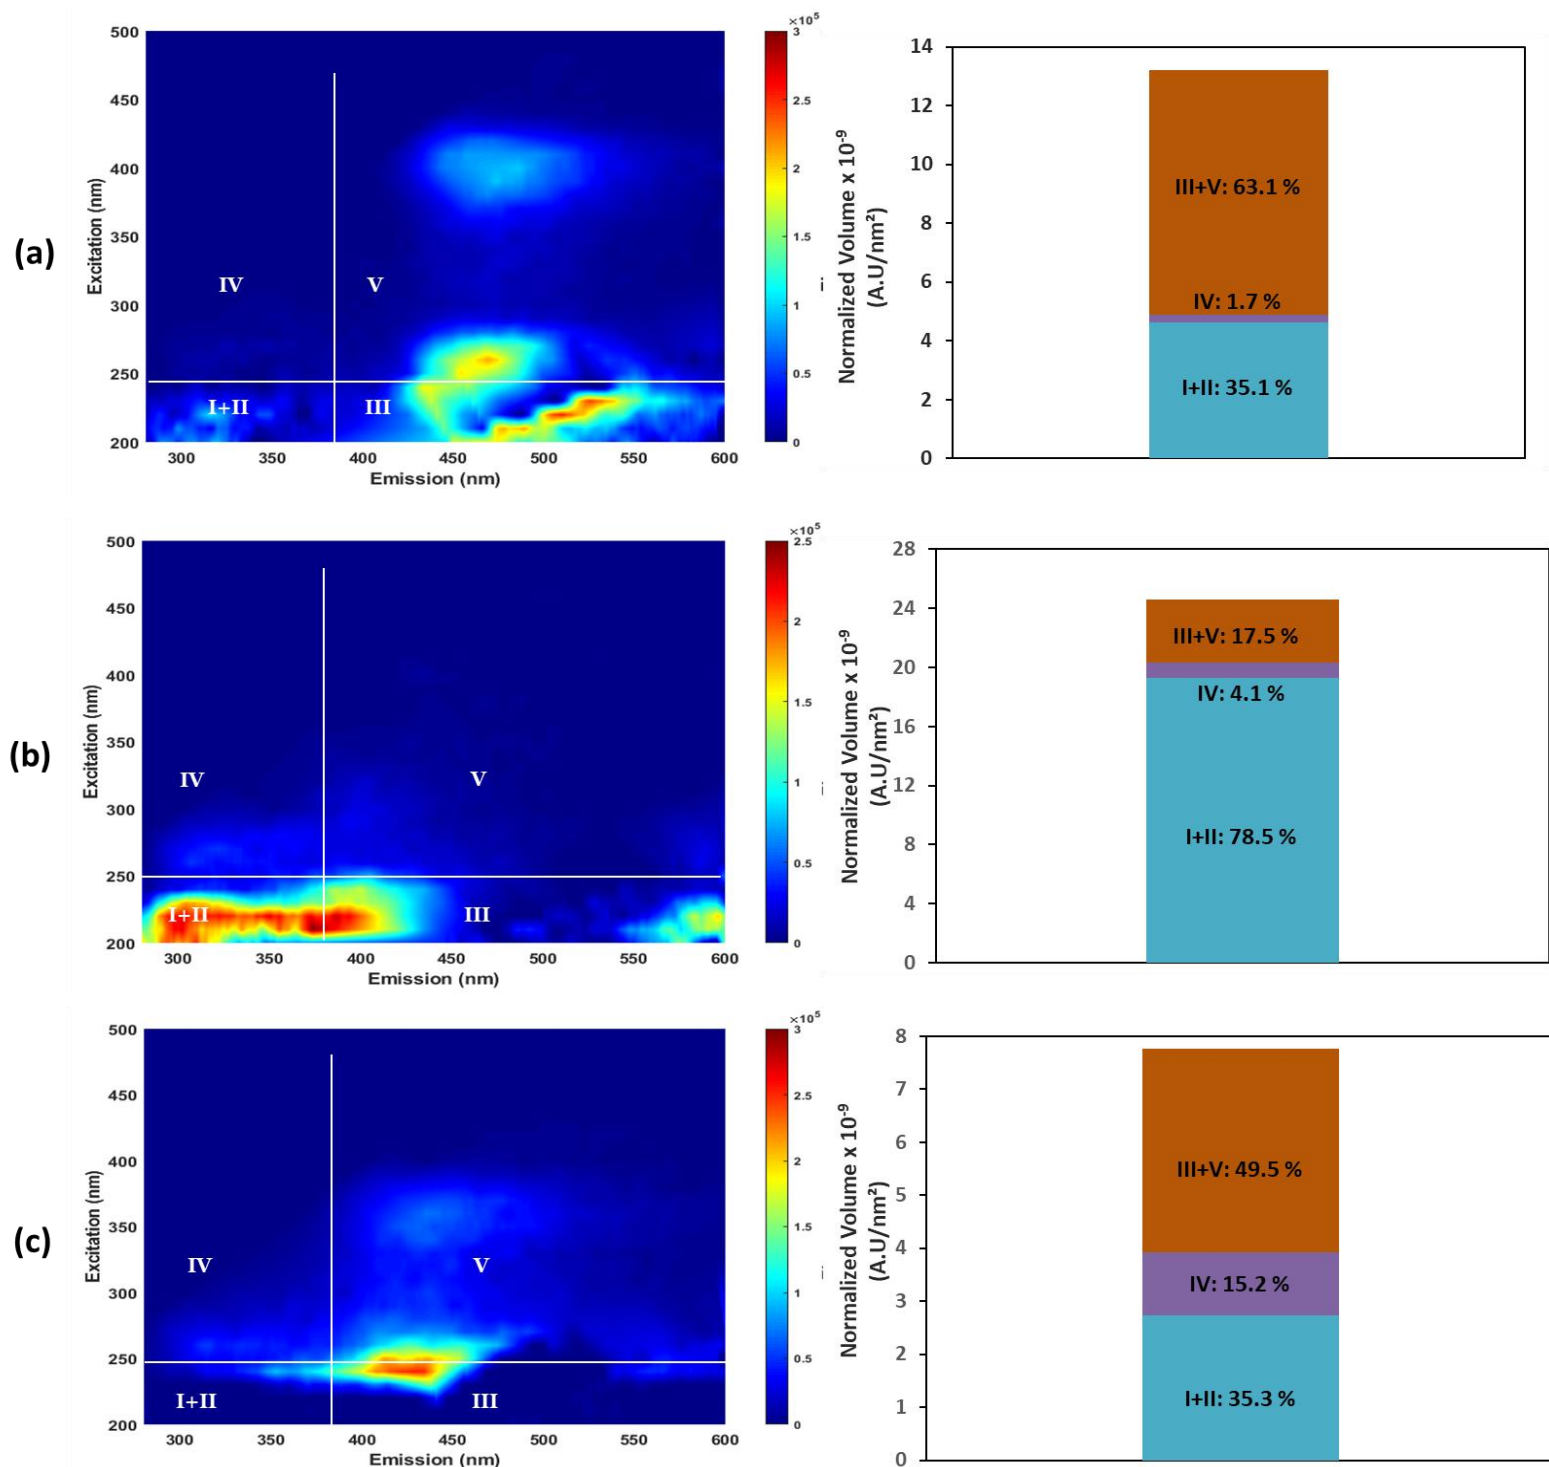 (a)
×10⁵
500
450
400
350
300
250
200
Excitation (nm)
IV
V
I+II
III
300
350
400
450
500
550
600
Emission (nm)
3
2.5
2
1.5
1
0.5
0
Normalized Volume x 10⁻⁹
(A.U/nm²)
14
12
10
8
6
4
2
0
III+V: 63.1 %
IV: 1.7 %
I+II: 35.1 %
(b)
×10⁵
500
450
400
350
300
250
200
Excitation (nm)
IV
V
I+II
III
300
350
400
450
500
550
600
Emission (nm)
2.5
2
1.5
1
0.5
0
Normalized Volume x 10⁻⁹
(A.U/nm²)
28
24
20
16
12
8
4
0
III+V: 17.5 %
IV: 4.1 %
I+II: 78.5 %
(c)
×10⁵
500
450
400
350
300
250
200
Excitation (nm)
IV
V
I+II
III
300
350
400
450
500
550
600
Emission (nm)
3
2.5
2
1.5
1
0.5
0
Normalized Volume x 10⁻⁹
(A.U/nm²)
8
7
6
5
4
3
2
1
0
III+V: 49.5 %
IV: 15.2 %
I+II: 35.3 %